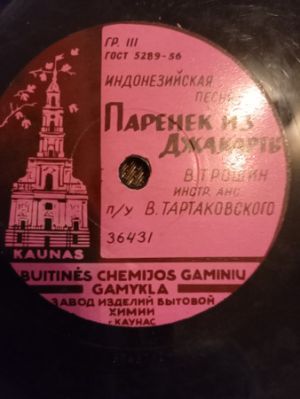 ГР. III
ГОСТ 5289-56
ИНДОНЕЗИЙСКАЯ
ПЕСНЯ
ПАРЕНЕК ИЗ
ДЖАКАРТЫ
В. ТРОШИН
ИНСТР. АНС.
П/У В. ТАРТАКОВСКОГО
36431
KAUNAS
BUITINĖS CHEMIJOS GAMINIŲ
GAMYKLA
ЗАВОД ИЗДЕЛИЙ БЫТОВОЙ
ХИМИИ
г. КАУНАС